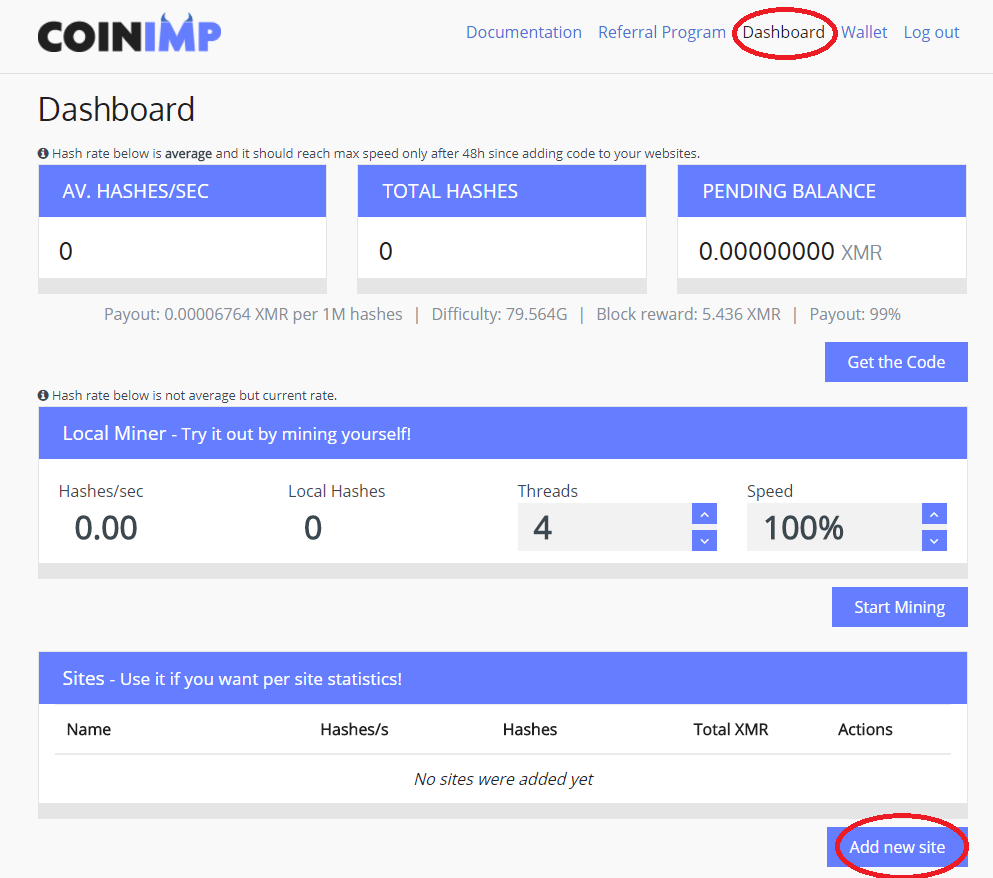 COINIMP
Documentation Referral Program Dashboard Wallet Log out
Dashboard
Hash rate below is average and it should reach max speed only after 48h since adding code to your websites.
AV. HASHES/SEC TOTAL HASHES PENDING BALANCE
0 0 0.00000000 XMR
Payout: 0.00006764 XMR per 1M hashes | Difficulty: 79.564G | Block reward: 5.436 XMR | Payout: 99%
Get the Code
Hash rate below is not average but current rate.
Local Miner - Try it out by mining yourself!
Hashes/sec Local Hashes Threads Speed
0.00 0 4 100%
Start Mining
Sites - Use it if you want per site statistics!
Name Hashes/s Hashes Total XMR Actions
No sites were added yet
Add new site